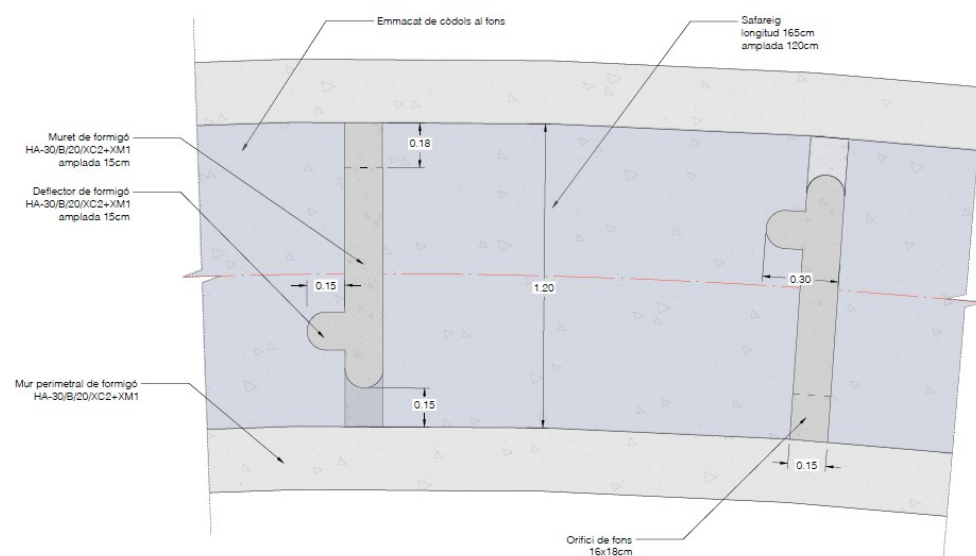 Emmacat de còdols al fons
Safareig
longitud 165cm
amplada 120cm
Muret de formigó
HA-30/B/20/XC2+XM1
amplada 15cm
0.18
Deflector de formigó
HA-30/B/20/XC2+XM1
amplada 15cm
0.15
1.20
0.30
Mur perimetral de formigó
HA-30/B/20/XC2+XM1
0.15
0.15
Orifici de fons
16x18cm